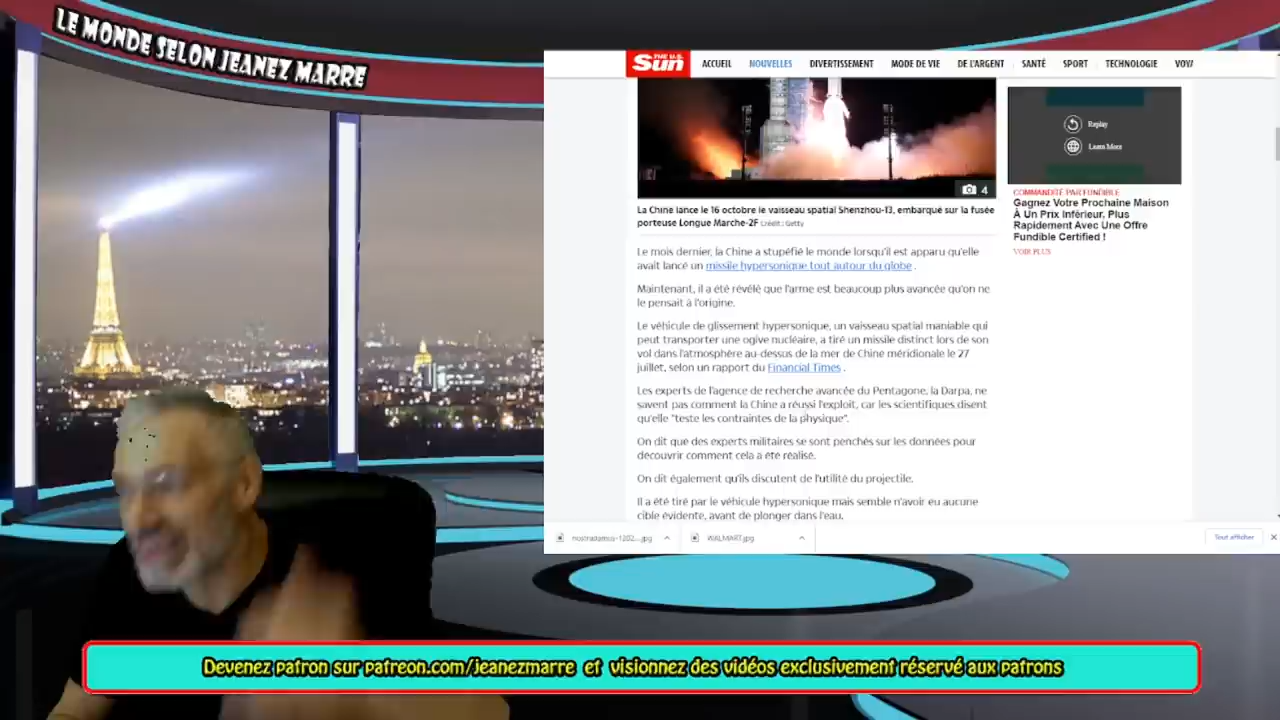 LE MONDE SELON JEANEZ MARRE
THE U.S. Sun
ACCUEIL NOUVELLES DIVERTISSEMENT MODE DE VIE DE L'ARGENT SANTÉ SPORT TECHNOLOGIE VOYA
Replay
Learn More
4
La Chine lance le 16 octobre le vaisseau spatial Shenzhou-13, embarqué sur la fusée
porteuse Longue Marche-2F Crédit : Getty
COMMANDITÉ PAR FUNDIBLE
Gagnez Votre Prochaine Maison
À Un Prix Inférieur, Plus
Rapidement Avec Une Offre
Fundible Certified !
VOIR PLUS
Le mois dernier, la Chine a stupéfié le monde lorsqu'il est apparu qu'elle
avait lancé un missile hypersonique tout autour du globe .
Maintenant, il a été révélé que l'arme est beaucoup plus avancée qu'on ne
le pensait à l'origine.
Le véhicule de glissement hypersonique, un vaisseau spatial maniable qui
peut transporter une ogive nucléaire, a tiré un missile distinct lors de son
vol dans l'atmosphère au-dessus de la mer de Chine méridionale le 27
juillet, selon un rapport du Financial Times .
Les experts de l'agence de recherche avancée du Pentagone, la Darpa, ne
savent pas comment la Chine a réussi l'exploit, car les scientifiques disent
qu'elle "teste les contraintes de la physique".
On dit que des experts militaires se sont penchés sur les données pour
découvrir comment cela a été réalisé.
On dit également qu'ils discutent de l'utilité du projectile.
Il a été tiré par le véhicule hypersonique mais semble n'avoir eu aucune
cible évidente, avant de plonger dans l'eau.
nostradamus-1202....jpg
WALMART.jpg
Tout afficher
Devenez patron sur patreon.com/jeanezmarre et visionnez des vidéos exclusivement réservé aux patrons